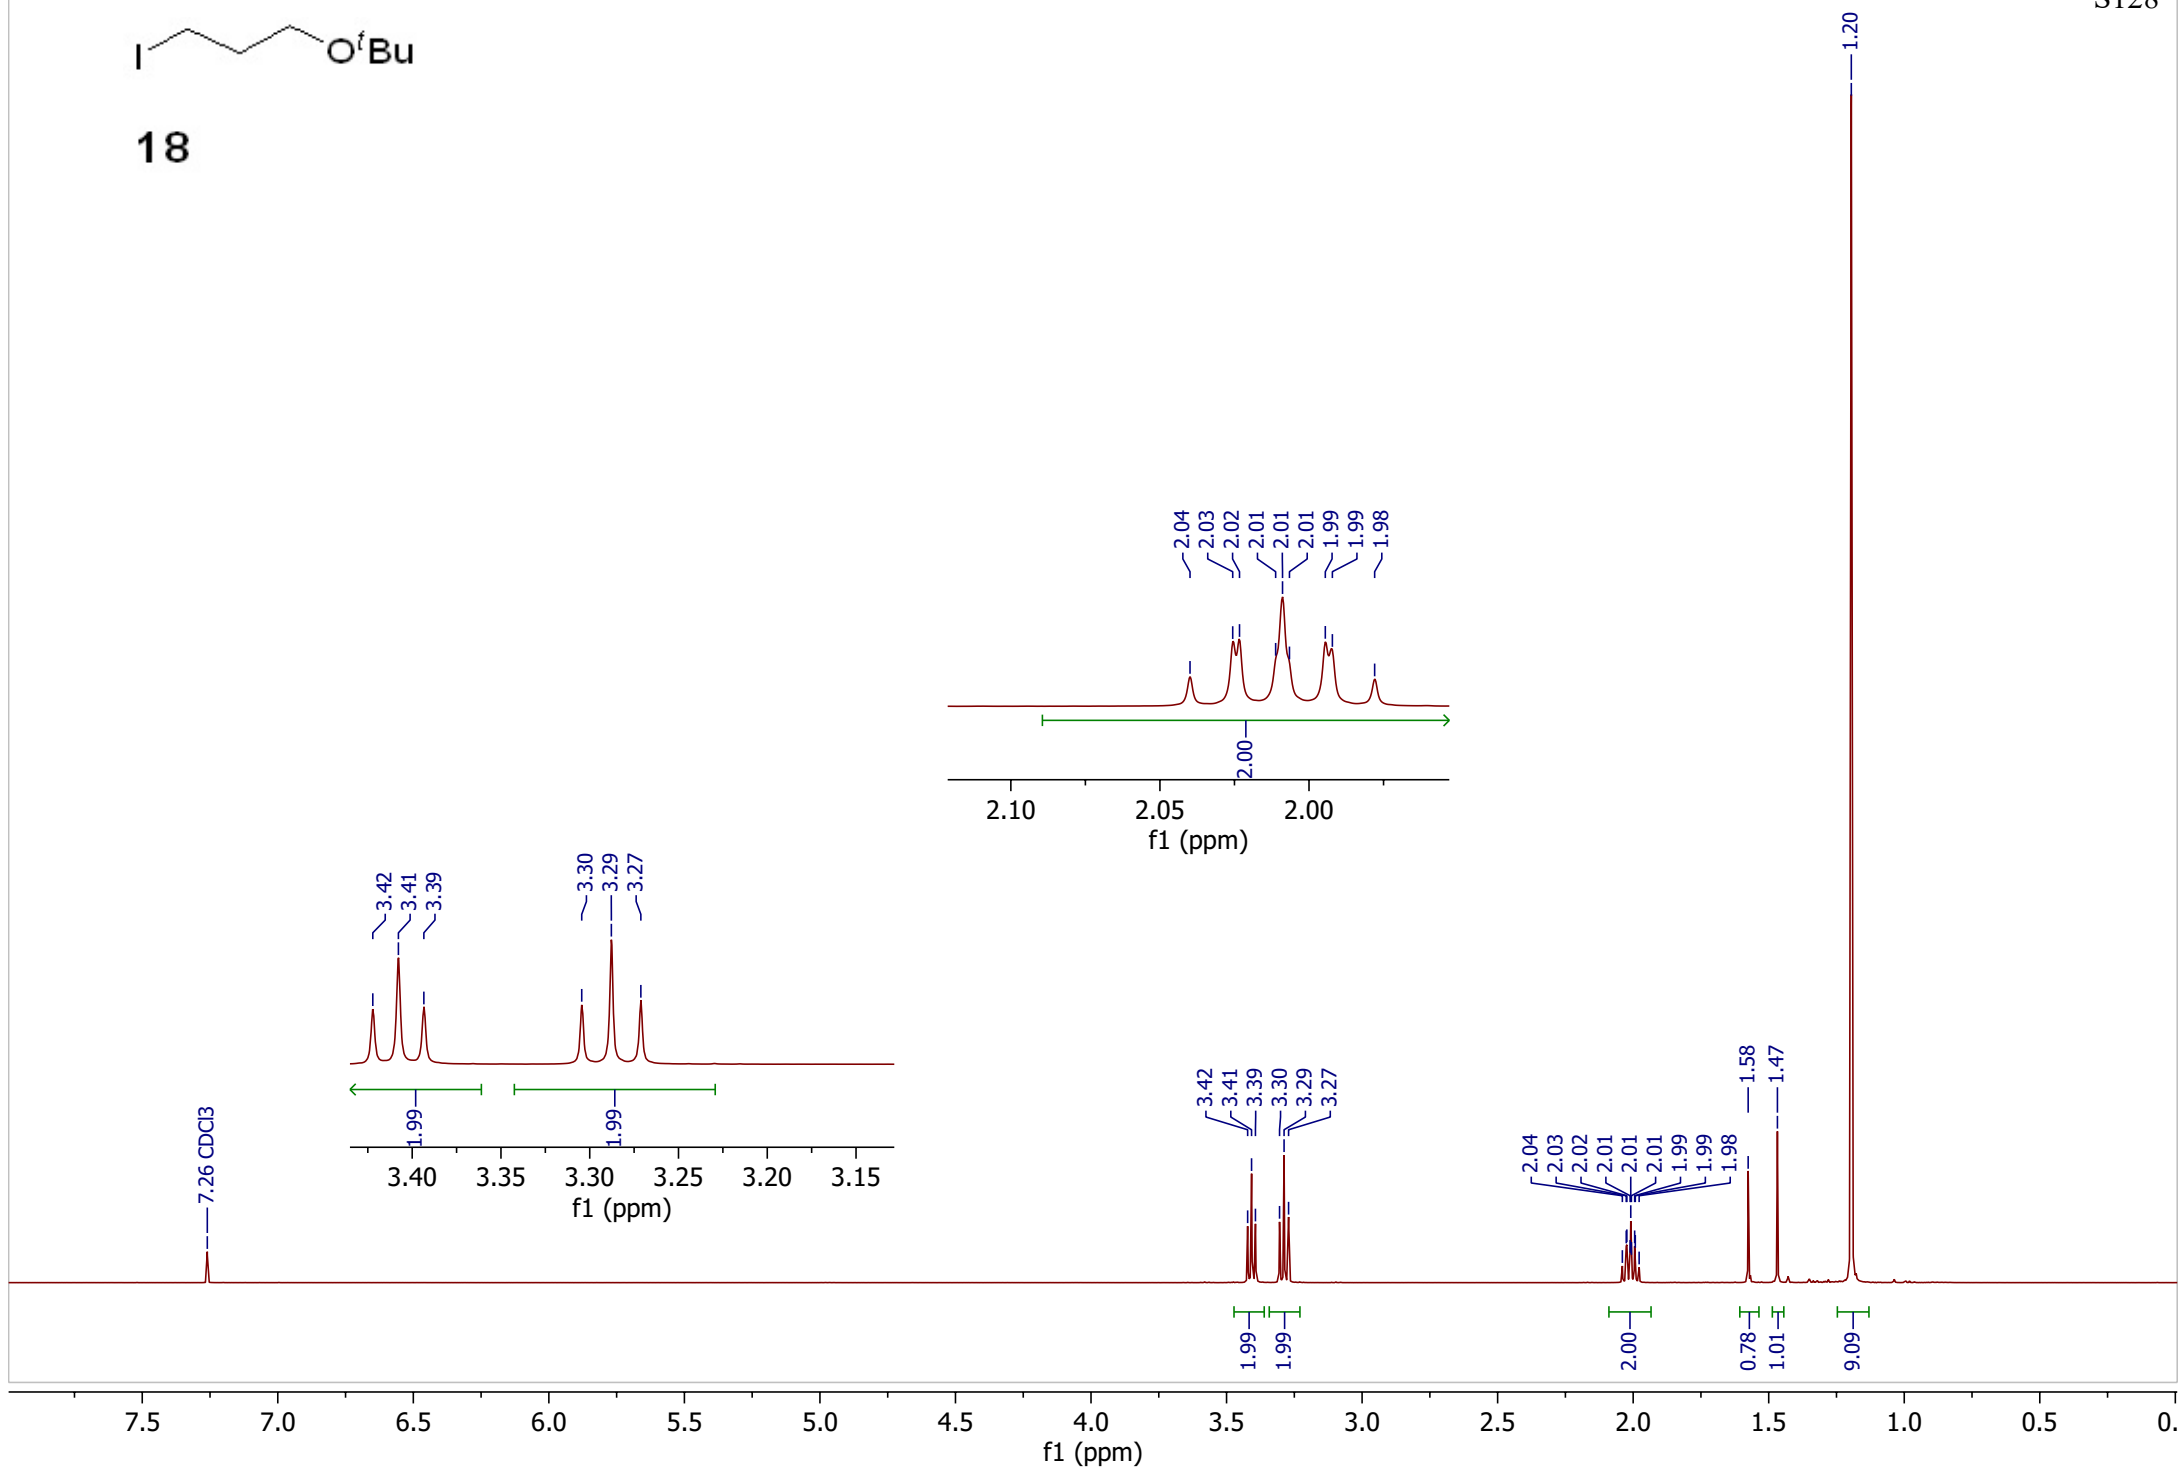 S128
I O^tBu
18
1.20
2.04 2.03 2.02 2.01 2.01 2.01 1.99 1.99 1.98
2.00
2.10 2.05 2.00
f1 (ppm)
3.42 3.41 3.39 3.30 3.29 3.27
1.99 1.99
3.40 3.35 3.30 3.25 3.20 3.15
f1 (ppm)
7.26 CDCl3
3.42 3.41 3.39 3.30 3.29 3.27
2.04 2.03 2.02 2.01 2.01 2.01 1.99 1.99 1.98
1.58 1.47
1.99 1.99 2.00 0.78 1.01 9.09
7.5 7.0 6.5 6.0 5.5 5.0 4.5 4.0 3.5 3.0 2.5 2.0 1.5 1.0 0.5 0.
f1 (ppm)